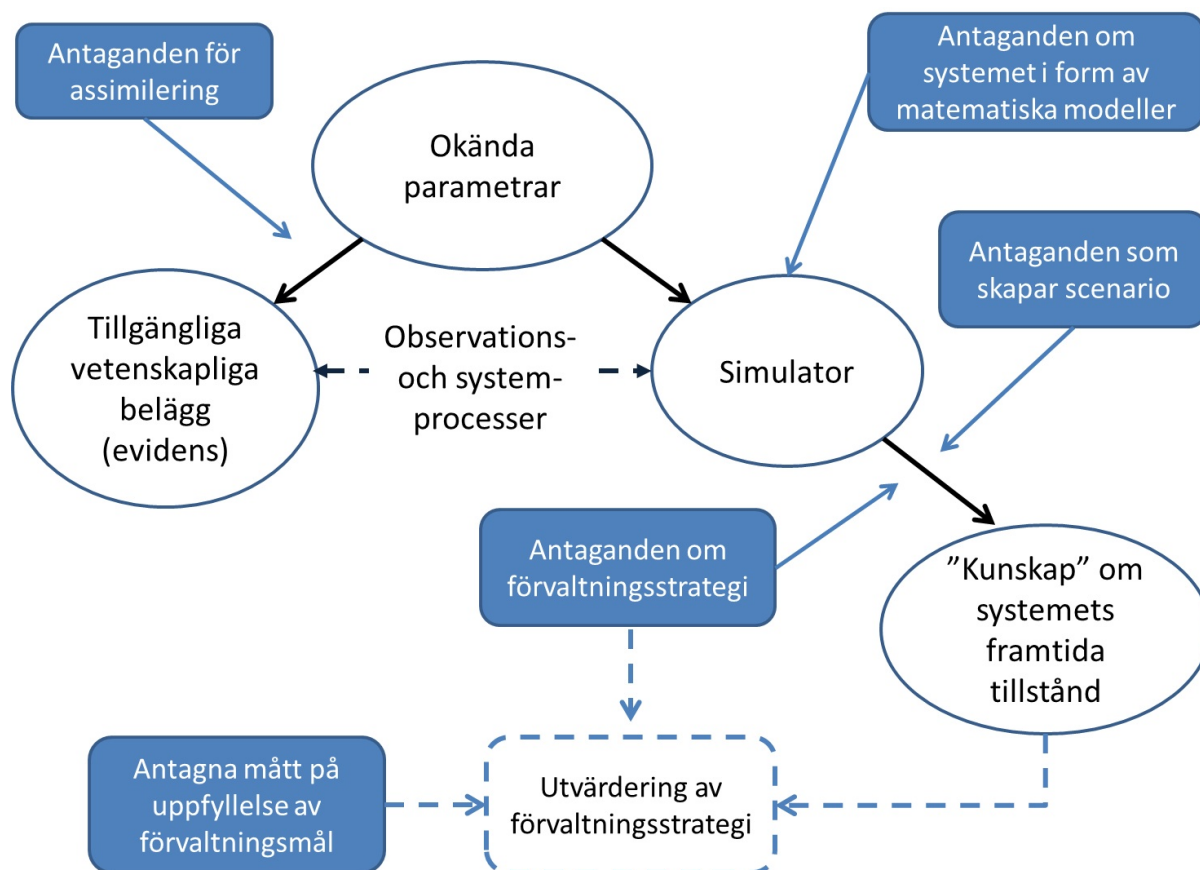 Antaganden för
assimilering
Okända
parametrar
Antaganden om
systemet i form av
matematiska modeller
Antaganden som
skapar scenario
Tillgängliga
vetenskapliga
belägg
(evidens)
Observations-
och system-
processer
Simulator
Antaganden om
förvaltningsstrategi
”Kunskap” om
systemets
framtida
tillstånd
Antagna mått på
uppfyllelse av
förvaltningsmål
Utvärdering av
förvaltningsstrategi